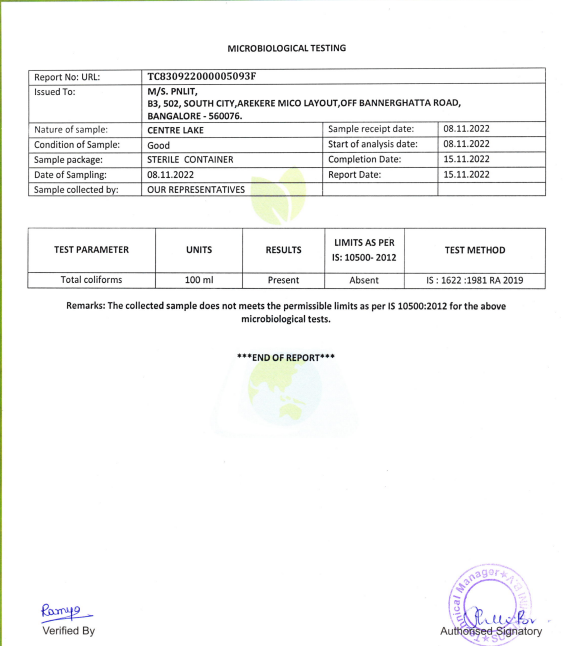 MICROBIOLOGICAL TESTING
Report No: URL: TC830922000005093F
Issued To: M/S. PNLIT,
B3, 502, SOUTH CITY,AREKERE MICO LAYOUT,OFF BANNERGHATTA ROAD,
BANGALORE - 560076.
Nature of sample: CENTRE LAKE Sample receipt date: 08.11.2022
Condition of Sample: Good Start of analysis date: 08.11.2022
Sample package: STERILE CONTAINER Completion Date: 15.11.2022
Date of Sampling: 08.11.2022 Report Date: 15.11.2022
Sample collected by: OUR REPRESENTATIVES
TEST PARAMETER UNITS RESULTS LIMITS AS PER IS: 10500- 2012 TEST METHOD
Total coliforms 100 ml Present Absent IS : 1622 :1981 RA 2019
Remarks: The collected sample does not meets the permissible limits as per IS 10500:2012 for the above
microbiological tests.
***END OF REPORT***
Ramya
Verified By
Manager
Authorised Signatory